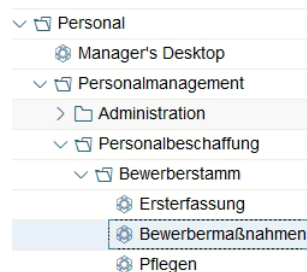 Personal
Manager's Desktop
Personalmanagement
Administration
Personalbeschaffung
Bewerberstamm
Ersterfassung
Bewerbermaßnahmen
Pflegen